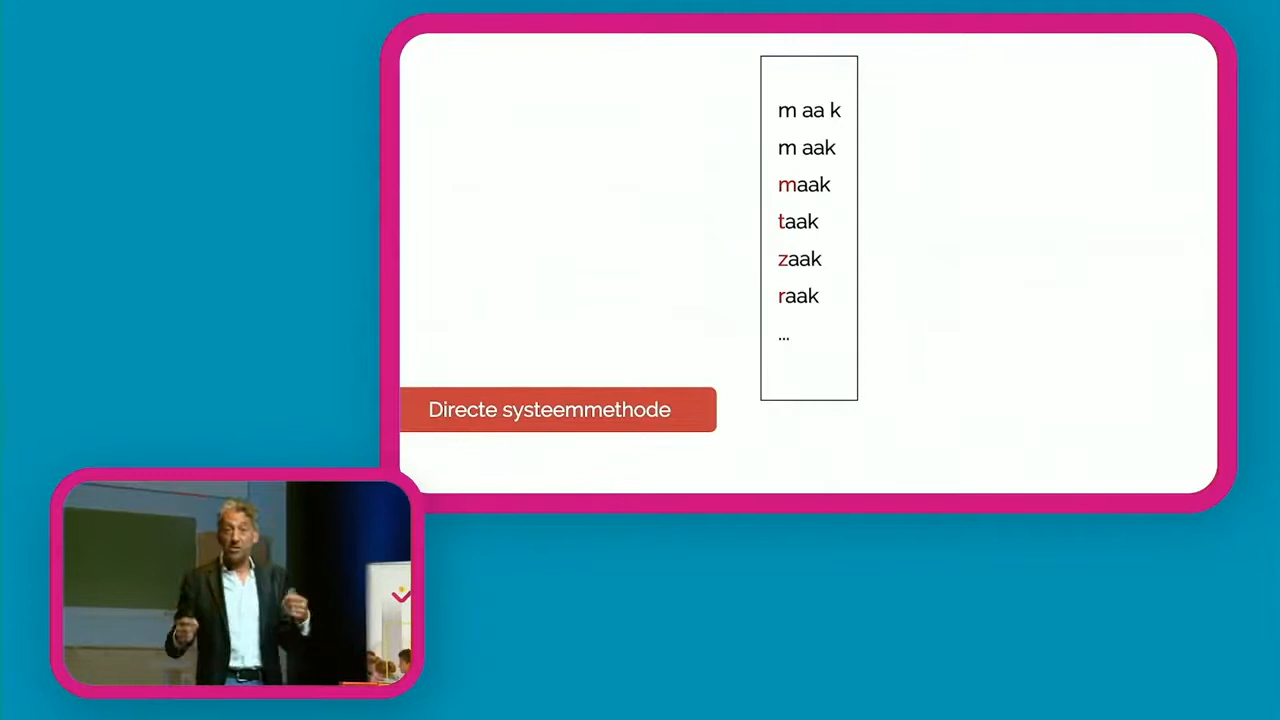 m aa k
m aak
maak
taak
zaak
raak
...
Directe systeemmethode